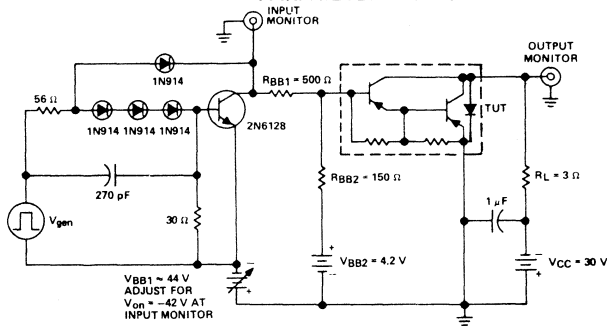 INPUT
MONITOR
OUTPUT
MONITOR
1N914
RBB1 = 500 Ω
56 Ω
TUT
1N914
1N914
1N914
2N6128
270 pF
30 Ω
RBB2 = 150 Ω
RL = 3 Ω
1 μF
Vgen
VBB1 ≈ 44 V
ADJUST FOR
Von = -42 V AT
INPUT MONITOR
VBB2 = 4.2 V
VCC = 30 V
+
-
+
-
-
+